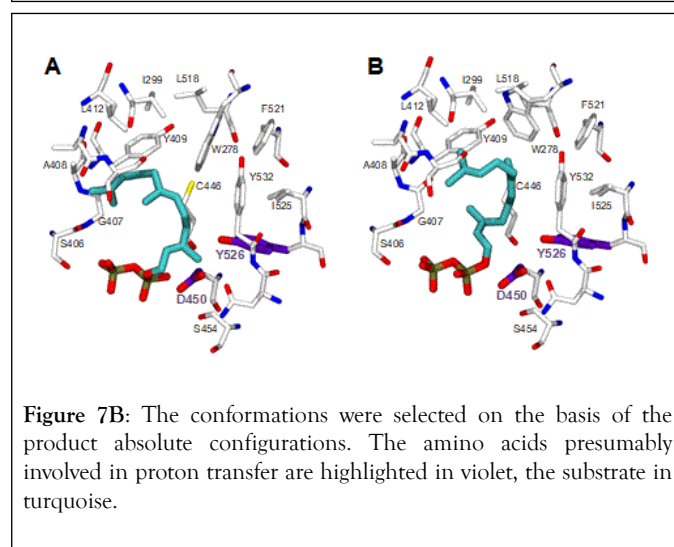 A
B
I299
L518
L412
F521
Y409
W278
A408
Y532
C446
I525
G407
S406
Y526
D450
S454
I299
L518
L412
F521
Y409
W278
A408
C446
Y532
I525
G407
S406
Y526
D450
S454
Figure 7B: The conformations were selected on the basis of the
product absolute configurations. The amino acids presumably
involved in proton transfer are highlighted in violet, the substrate in
turquoise.